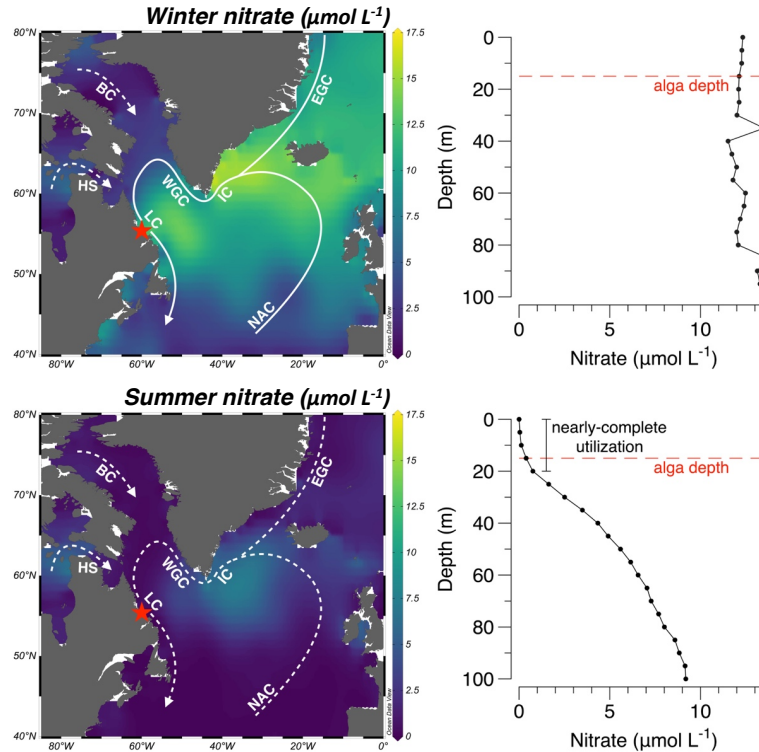 Winter nitrate (μmol L-1)
80°N
70°N
60°N
50°N
40°N
80°W
60°W
40°W
20°W
0°
BC
HS
LC
WGC
IC
EGC
NAC
17.5
15
12.5
10
7.5
5
2.5
0
Ocean Data View
0
20
40
60
80
100
Depth (m)
alga depth
0
5
10
Nitrate (μmol L-1)
Summer nitrate (μmol L-1)
80°N
70°N
60°N
50°N
40°N
80°W
60°W
40°W
20°W
0°
BC
HS
LC
WGC
IC
EGC
NAC
17.5
15
12.5
10
7.5
5
2.5
0
Ocean Data View
0
20
40
60
80
100
Depth (m)
nearly-complete
utilization
alga depth
0
5
10
Nitrate (μmol L-1)